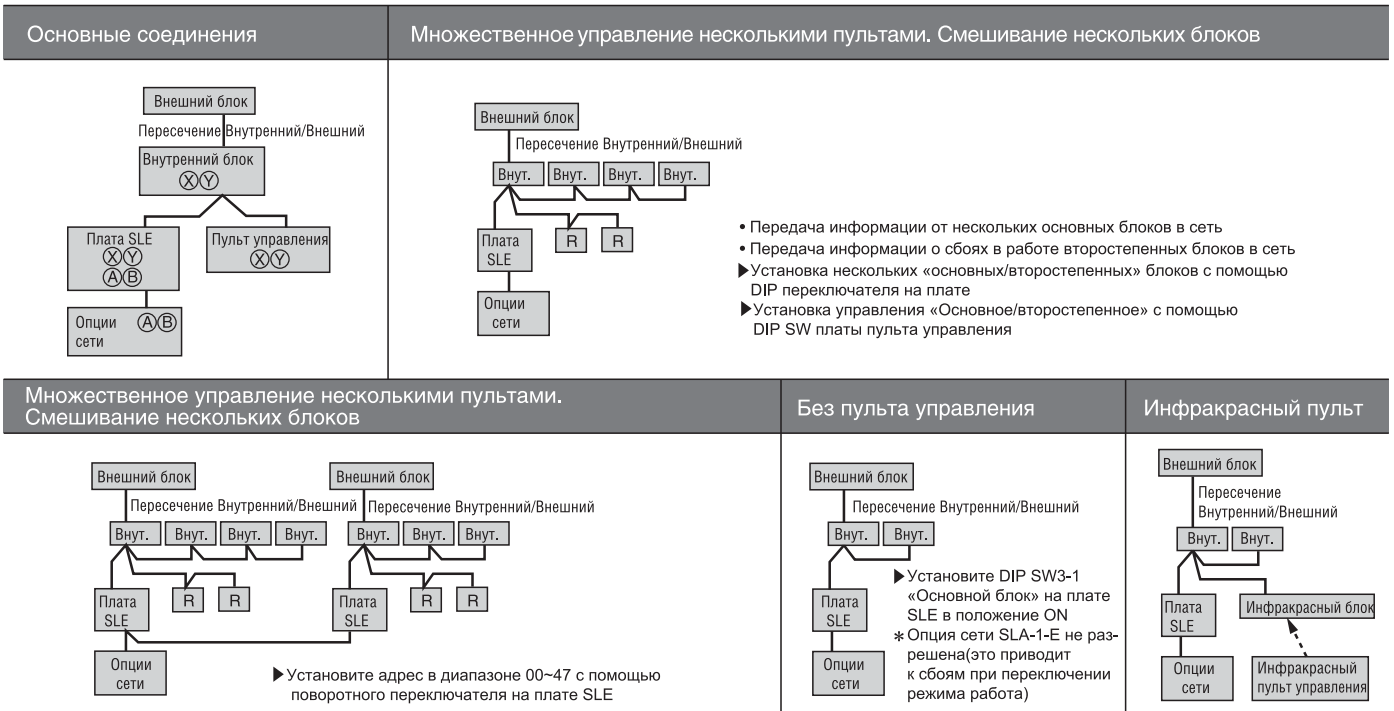 Основные соединения
Множественное управление несколькими пультами. Смешивание нескольких блоков
Внешний блок
Пересечение Внутренний/Внешний
Внутренний блок
Ⓧ Ⓨ
Плата SLE
Ⓧ Ⓨ
Ⓐ Ⓑ
Пульт управления
Ⓧ Ⓨ
Опции Ⓐ Ⓑ
сети
Внешний блок
Пересечение Внутренний/Внешний
Внут. Внут. Внут. Внут.
Плата
SLE
R R
Опции
сети
• Передача информации от нескольких основных блоков в сеть
• Передача информации о сбоях в работе второстепенных блоков в сеть
▶Установка нескольких «основных/второстепенных» блоков с помощью
DIP переключателя на плате
▶Установка управления «Основное/второстепенное» с помощью
DIP SW платы пульта управления
Множественное управление несколькими пультами.
Смешивание нескольких блоков
Без пульта управления
Инфракрасный пульт
Внешний блок
Пересечение Внутренний/Внешний
Внут. Внут. Внут. Внут.
Плата
SLE
R R
Опции
сети
Внешний блок
Пересечение Внутренний/Внешний
Внут. Внут. Внут.
Плата
SLE
R R
▶Установите адрес в диапазоне 00~47 с помощью
поворотного переключателя на плате SLE
Внешний блок
Пересечение Внутренний/Внешний
Внут. Внут.
Плата
SLE
Опции
сети
▶Установите DIP SW3-1
«Основной блок» на плате
SLE в положение ON
*Опция сети SLA-1-E не раз-
решена(это приводит
к сбоям при переключении
режима работа)
Внешний блок
Пересечение
Внутренний/Внешний
Внут. Внут.
Плата
SLE
Инфракрасный блок
Опции
сети
Инфракрасный
пульт управления